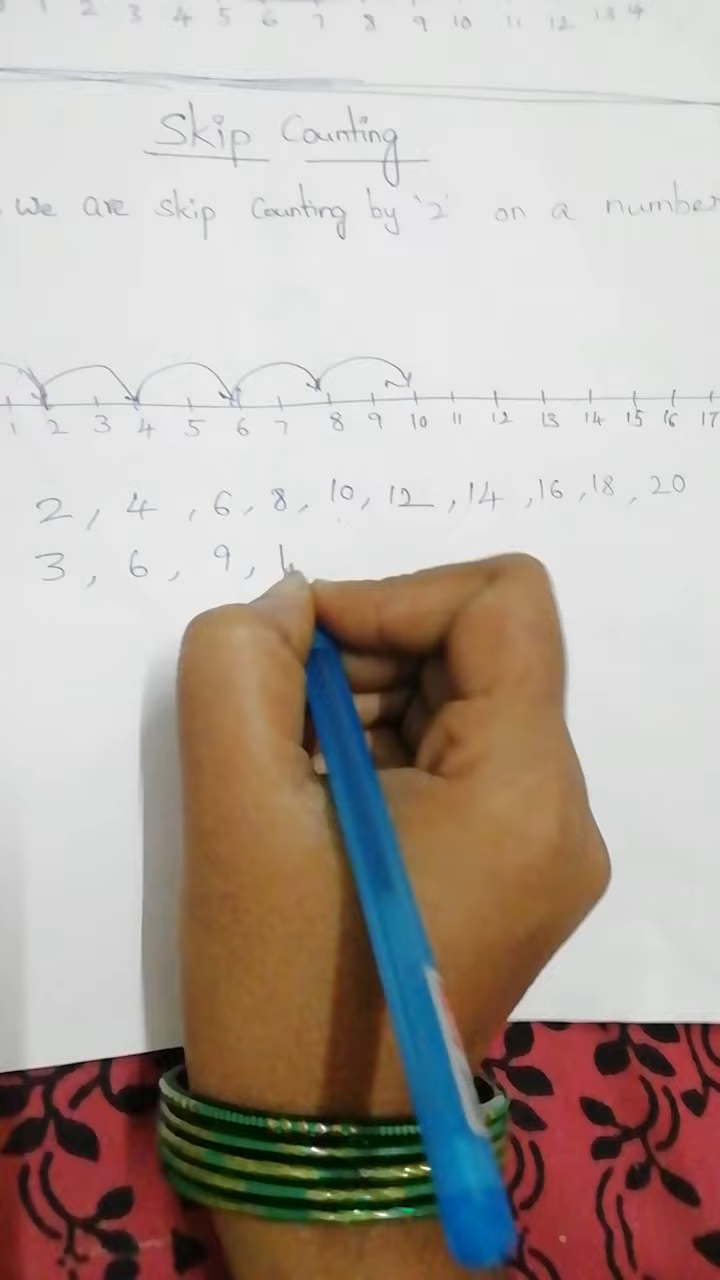 1 2 3 4 5 6 7 8 9 10 11 12 13 14
Skip Counting
we are skip counting by '2' on a number
1 2 3 4 5 6 7 8 9 10 11 12 13 14 15 16 17
2, 4, 6, 8, 10, 12, 14, 16, 18, 20
3, 6, 9, 1